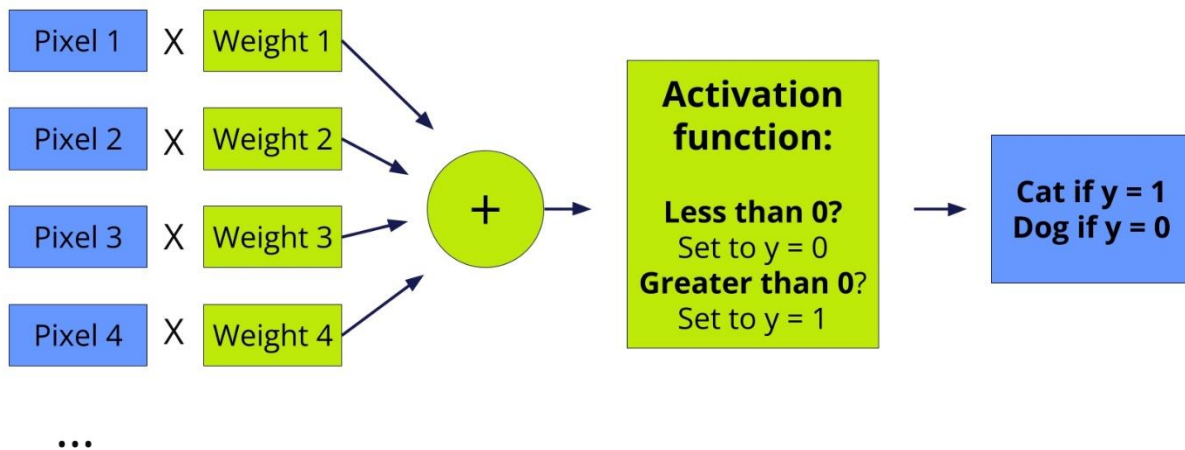 Pixel 1 X Weight 1
Pixel 2 X Weight 2
Pixel 3 X Weight 3
Pixel 4 X Weight 4
...
+
Activation
function:
Less than 0?
Set to y = 0
Greater than 0?
Set to y = 1
Cat if y = 1
Dog if y = 0